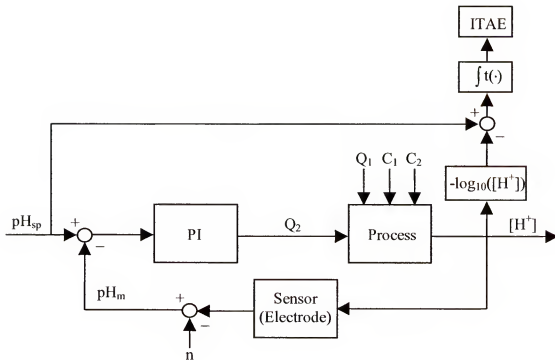 ITAE
∫ t(·)
+
−
Q₁ C₁ C₂
-log₁₀([H⁺])
pHₛₚ
+
−
PI
Q₂
Process
[H⁺]
pHₘ
+
−
Sensor
(Electrode)
n